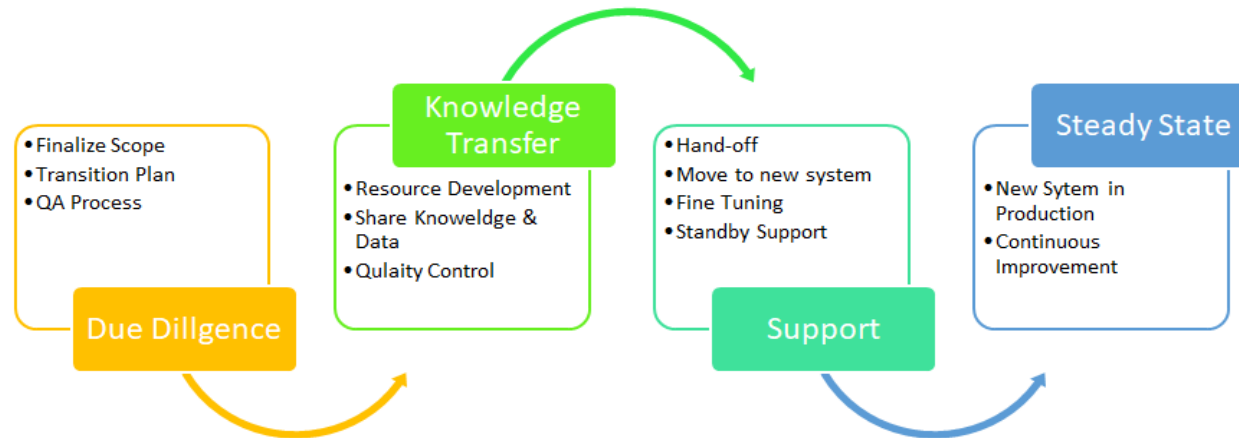 • Finalize Scope
• Transition Plan
• QA Process
Due Dillgence
Knowledge
Transfer
• Resource Development
• Share Knoweldge &
Data
• Qulaity Control
• Hand-off
• Move to new system
• Fine Tuning
• Standby Support
Support
Steady State
• New Sytem in
Production
• Continuous
Improvement